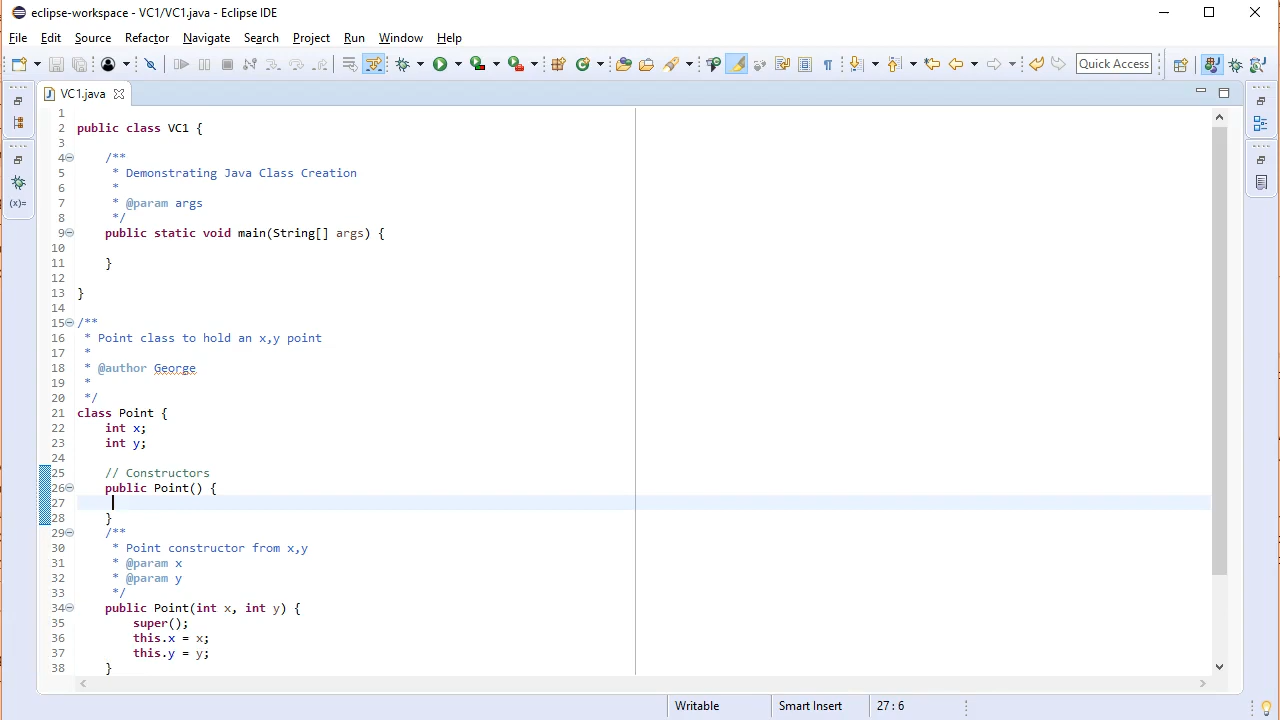 eclipse-workspace - VC1/VC1.java - Eclipse IDE
File Edit Source Refactor Navigate Search Project Run Window Help
Quick Access
VC1.java
1
2 public class VC1 {
3
4 /**
5 * Demonstrating Java Class Creation
6 *
7 * @param args
8 */
9 public static void main(String[] args) {
10
11 }
12
13 }
14
15 /**
16 * Point class to hold an x,y point
17 *
18 * @author George
19 *
20 */
21 class Point {
22 int x;
23 int y;
24
25 // Constructors
26 public Point() {
27
28 }
29 /**
30 * Point constructor from x,y
31 * @param x
32 * @param y
33 */
34 public Point(int x, int y) {
35 super();
36 this.x = x;
37 this.y = y;
38 }
(x)=
Writable Smart Insert 27 : 6